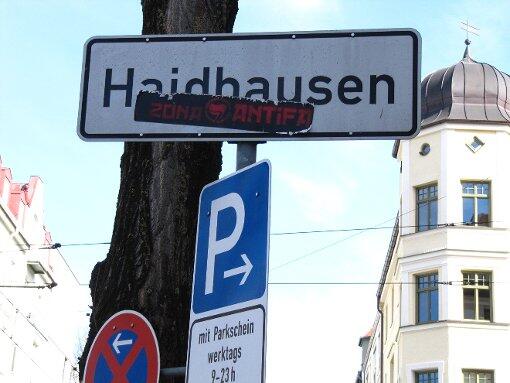 Haidhausen
ZONA ANTIFA
P
mit Parkschein
werktags
9-23 h